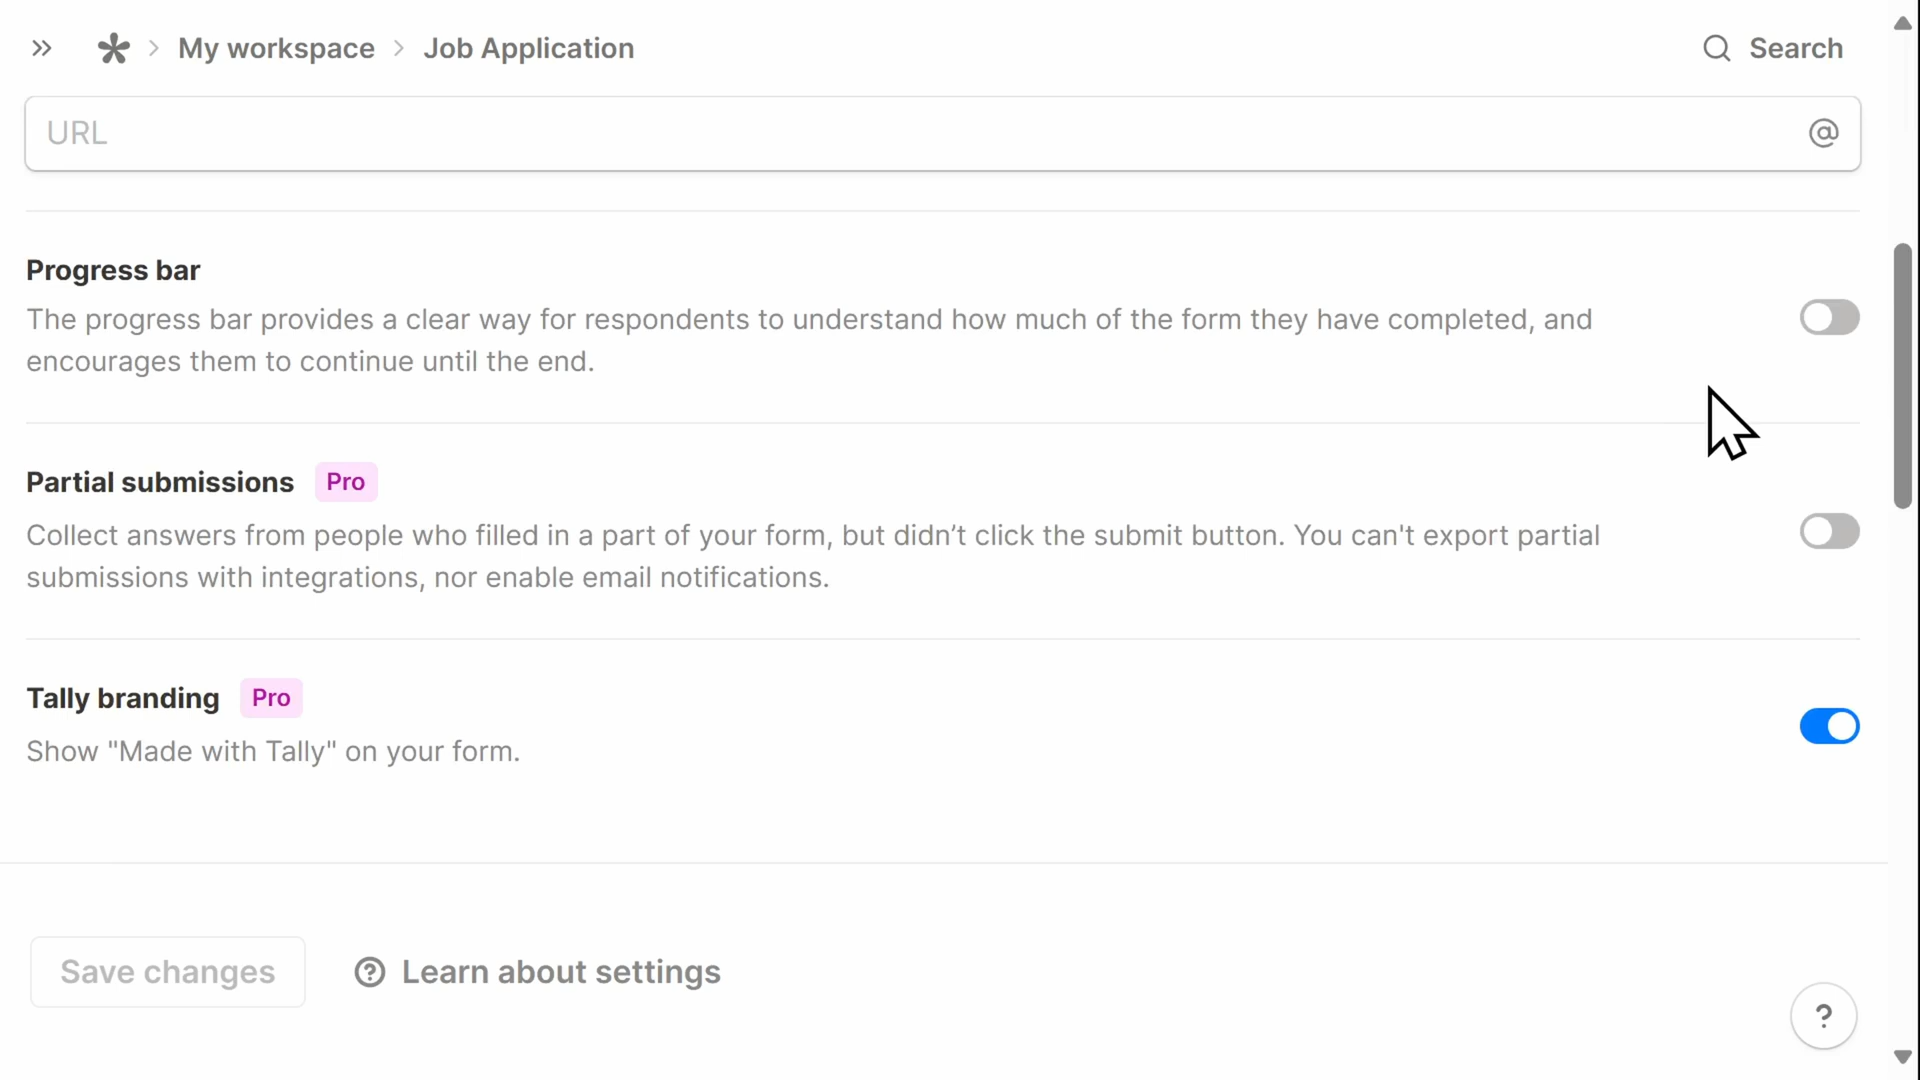 My workspace
Job Application
Search
URL
Progress bar
The progress bar provides a clear way for respondents to understand how much of the form they have completed, and
encourages them to continue until the end.
Partial submissions Pro
Collect answers from people who filled in a part of your form, but didn’t click the submit button. You can't export partial
submissions with integrations, nor enable email notifications.
Tally branding Pro
Show "Made with Tally" on your form.
Save changes
Learn about settings